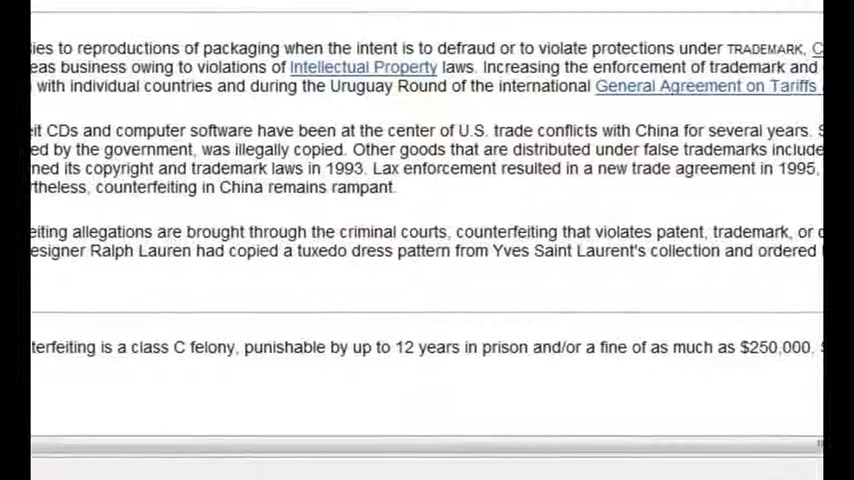 ies to reproductions of packaging when the intent is to defraud or to violate protections under TRADEMARK, C
eas business owing to violations of Intellectual Property laws. Increasing the enforcement of trademark and
with individual countries and during the Uruguay Round of the international General Agreement on Tariffs
eit CDs and computer software have been at the center of U.S. trade conflicts with China for several years. S
ed by the government, was illegally copied. Other goods that are distributed under false trademarks include
ned its copyright and trademark laws in 1993. Lax enforcement resulted in a new trade agreement in 1995,
rtheless, counterfeiting in China remains rampant.
eiting allegations are brought through the criminal courts, counterfeiting that violates patent, trademark, or
esigner Ralph Lauren had copied a tuxedo dress pattern from Yves Saint Laurent's collection and ordered
terfeiting is a class C felony, punishable by up to 12 years in prison and/or a fine of as much as $250,000,